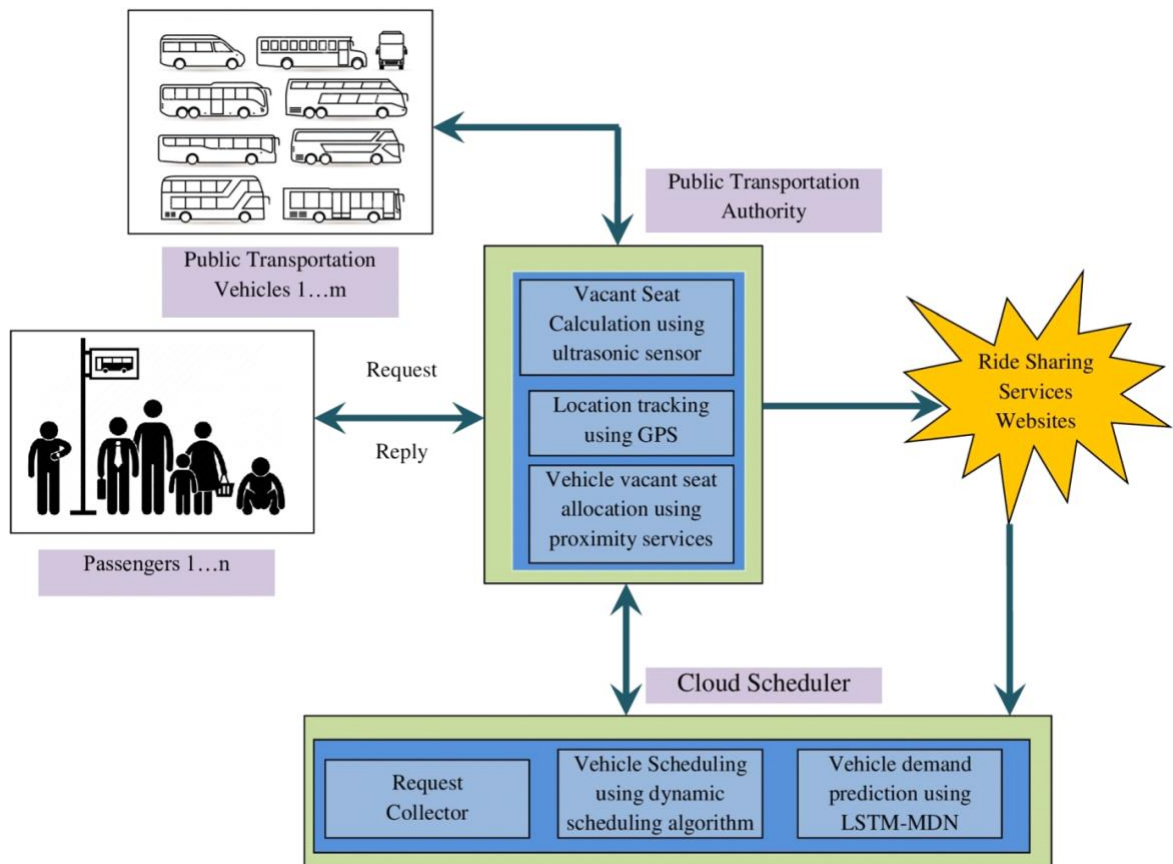 Public Transportation
Authority
Public Transportation
Vehicles 1…m
Vacant Seat
Calculation using
ultrasonic sensor
Request
Reply
Location tracking
using GPS
Vehicle vacant seat
allocation using
proximity services
Ride Sharing
Services
Websites
Passengers 1…n
Cloud Scheduler
Request
Collector
Vehicle Scheduling
using dynamic
scheduling algorithm
Vehicle demand
prediction using
LSTM-MDN